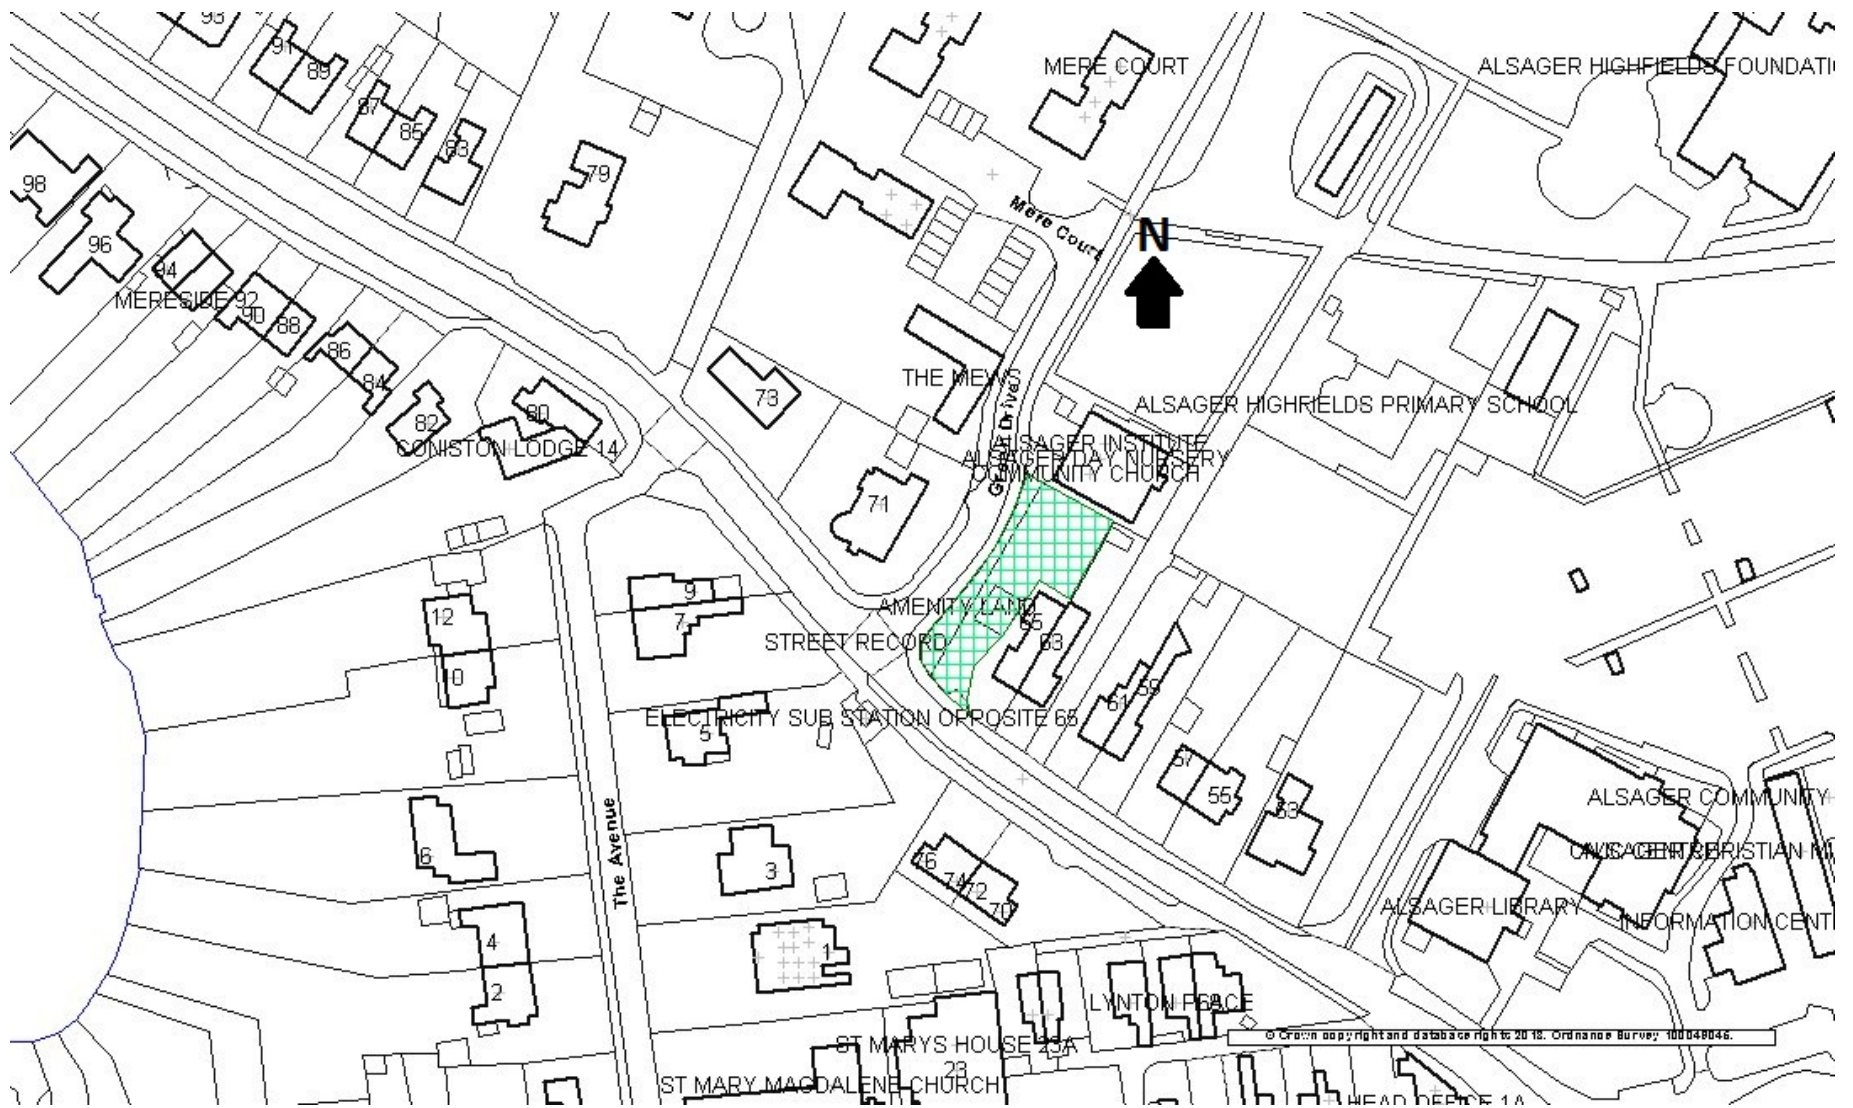 93
91
89
MERE COURT
ALSAGER HIGHFIELDS FOUNDATI
87
85
83
79
98
Mere Court
N
96
94
MERESIDE 92
90
88
86
84
THE MEWS
73
82
80
ALSAGER HIGHFIELDS PRIMARY SCHOOL
CONISTON LODGE 14
ALSAGER INSTITUTE
ALSAGER DAY NURSERY
COMMUNITY CHURCH
Drive
71
9
12
7
AMENITY LAND
65
STREET RECORD
63
10
59
61
ELECTRICITY SUB STATION OPPOSITE 65
5
57
55
53
ALSAGER COMMUNITY
The Avenue
6
3
76
74
72
70
ALSAGER LIBRARY
INFORMATION CENT
4
1
2
LYNTON PLACE
© Crown copyright and database rights 2018. Ordnance Survey 100049045.
ST MARYS HOUSE 23A
23
ST MARY MAGDALENE CHURCH
HEAD OFFICE 1A